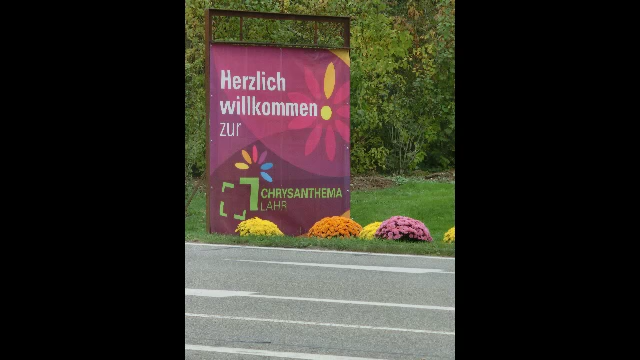 Herzlich
willkommen
zur
CHRYSANTHEMA
LAHR